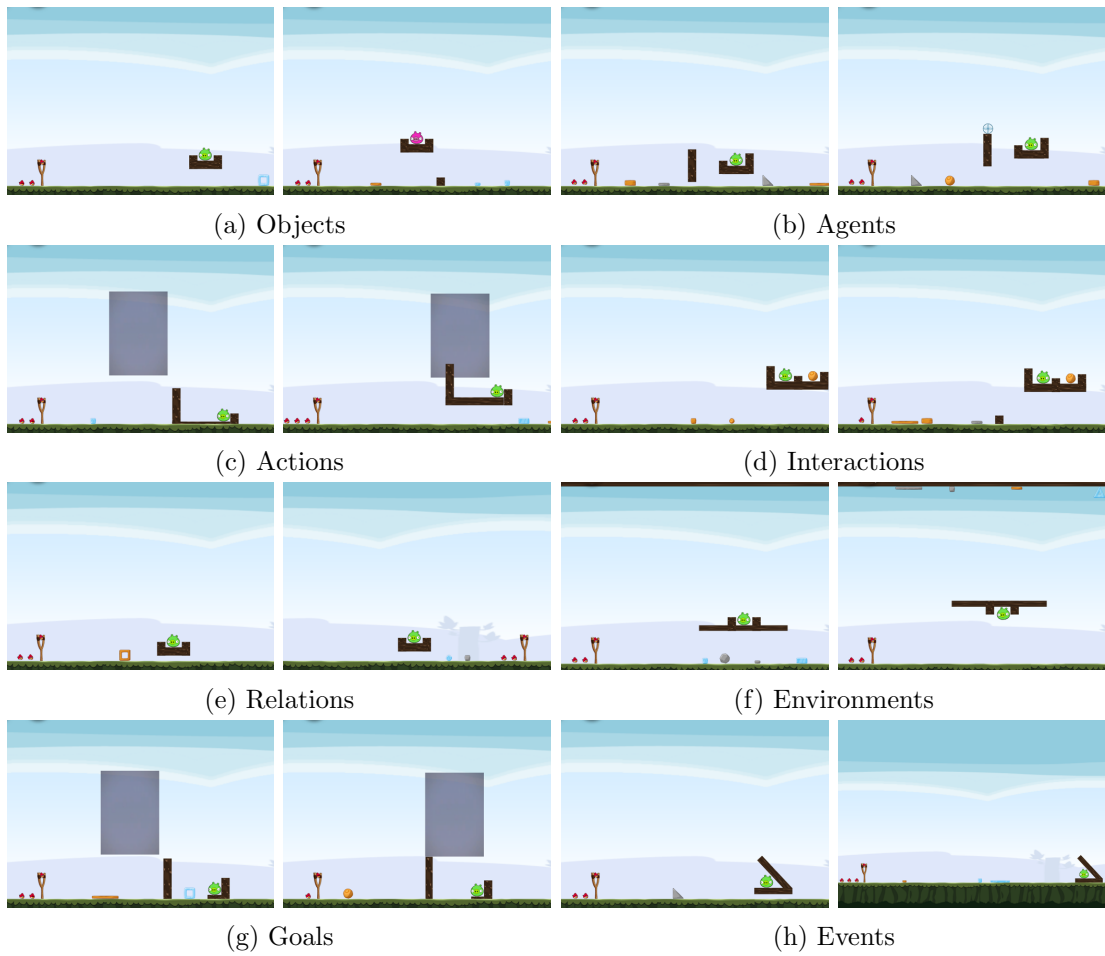 (a) Objects
(b) Agents
(c) Actions
(d) Interactions
(e) Relations
(f) Environments
(g) Goals
(h) Events